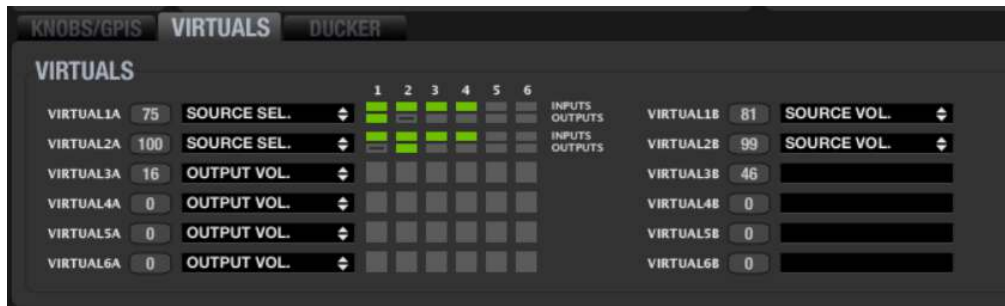 KNOBS/GPIS VIRTUALS DUCKER
VIRTUALS
1 2 3 4 5 6
VIRTUAL1A 75 SOURCE SEL. INPUTS OUTPUTS VIRTUAL1B 81 SOURCE VOL.
VIRTUAL2A 100 SOURCE SEL. INPUTS OUTPUTS VIRTUAL2B 99 SOURCE VOL.
VIRTUAL3A 16 OUTPUT VOL. VIRTUAL3B 46
VIRTUAL4A 0 OUTPUT VOL. VIRTUAL4B 0
VIRTUAL5A 0 OUTPUT VOL. VIRTUAL5B 0
VIRTUAL6A 0 OUTPUT VOL. VIRTUAL6B 0